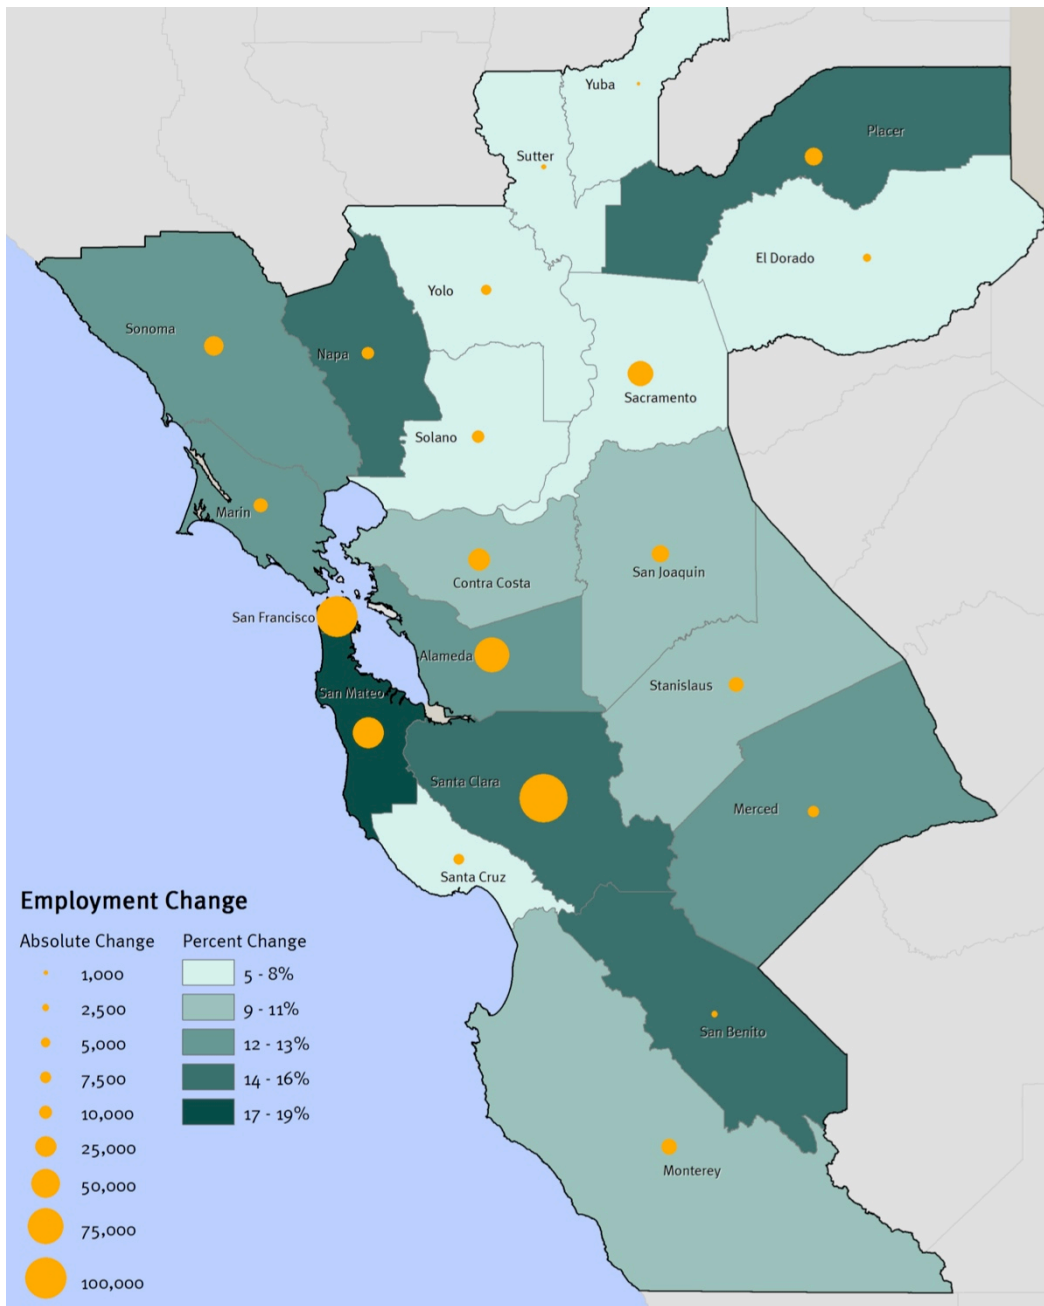 Yuba
Placer
Sutter
El Dorado
Yolo
Sonoma
Napa
Sacramento
Solano
Marin
San Joaquin
Contra Costa
San Francisco
Alameda
Stanislaus
San Mateo
Santa Clara
Merced
Santa Cruz
San Benito
Monterey
Employment Change
Absolute Change
1,000
2,500
5,000
7,500
10,000
25,000
50,000
75,000
100,000
Percent Change
5 - 8%
9 - 11%
12 - 13%
14 - 16%
17 - 19%